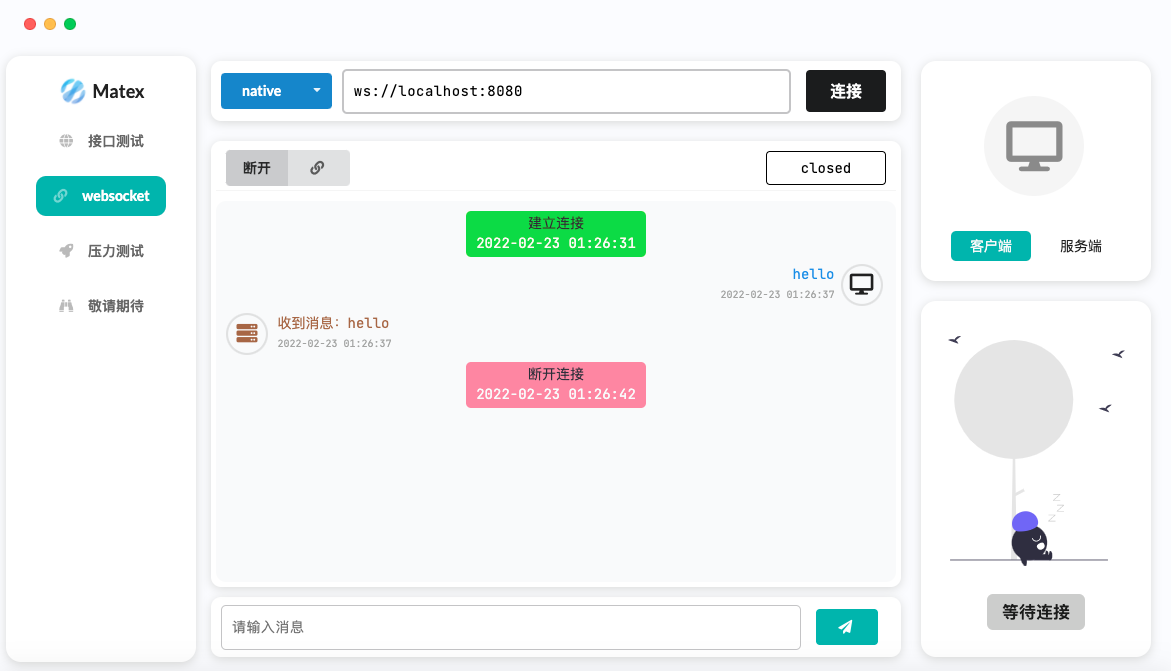 Matex
接口测试
websocket
压力测试
敬请期待
native
ws://localhost:8080
连接
断开
closed
建立连接
2022-02-23 01:26:31
hello
2022-02-23 01:26:37
收到消息：hello
2022-02-23 01:26:37
断开连接
2022-02-23 01:26:42
请输入消息
客户端
服务端
z
z
z
等待连接